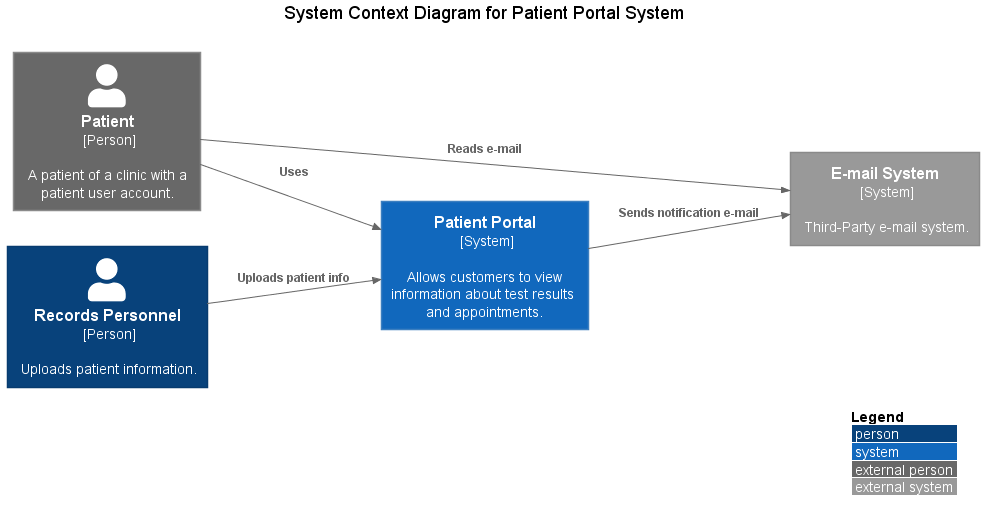 System Context Diagram for Patient Portal System
Patient
[Person]
A patient of a clinic with a
patient user account.
Reads e-mail
Uses
E-mail System
[System]
Third-Party e-mail system.
Patient Portal
[System]
Allows customers to view
information about test results
and appointments.
Sends notification e-mail
Records Personnel
[Person]
Uploads patient information.
Uploads patient info
Legend
person
system
external person
external system